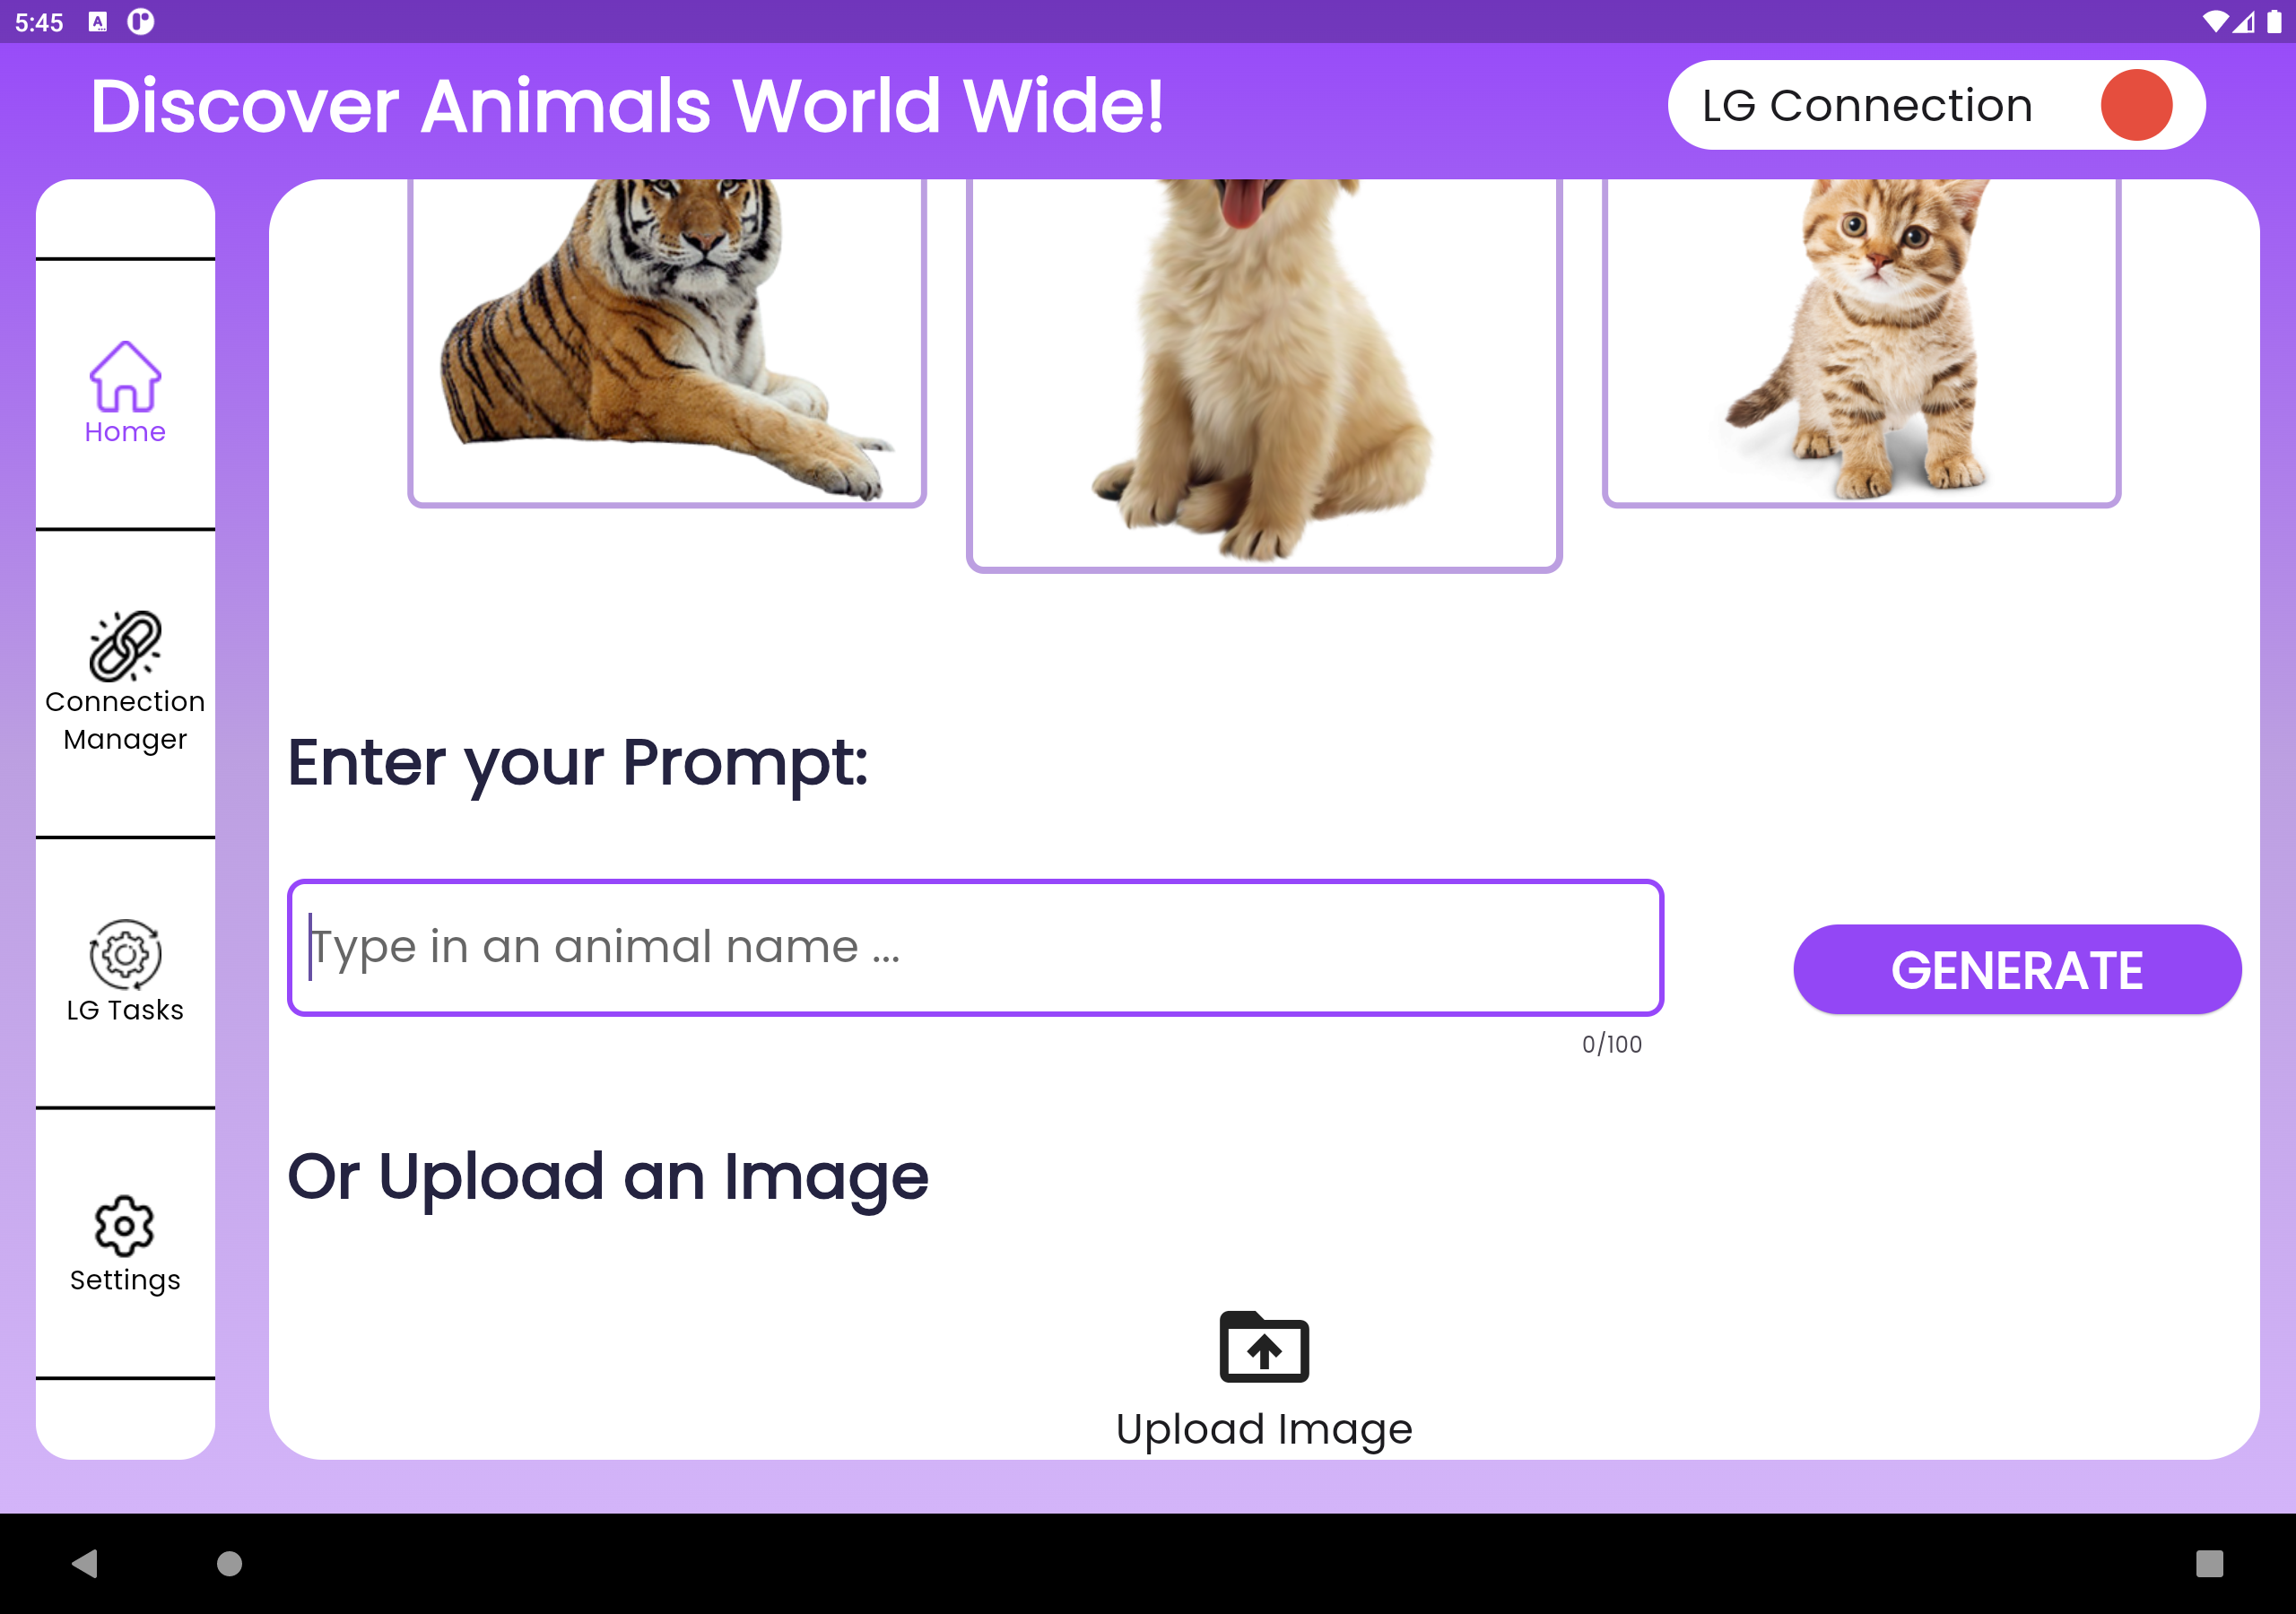 5:45
Discover Animals World Wide!
LG Connection
Home
Connection
Manager
LG Tasks
Settings
Enter your Prompt:
Type in an animal name ...
GENERATE
0/100
Or Upload an Image
Upload Image